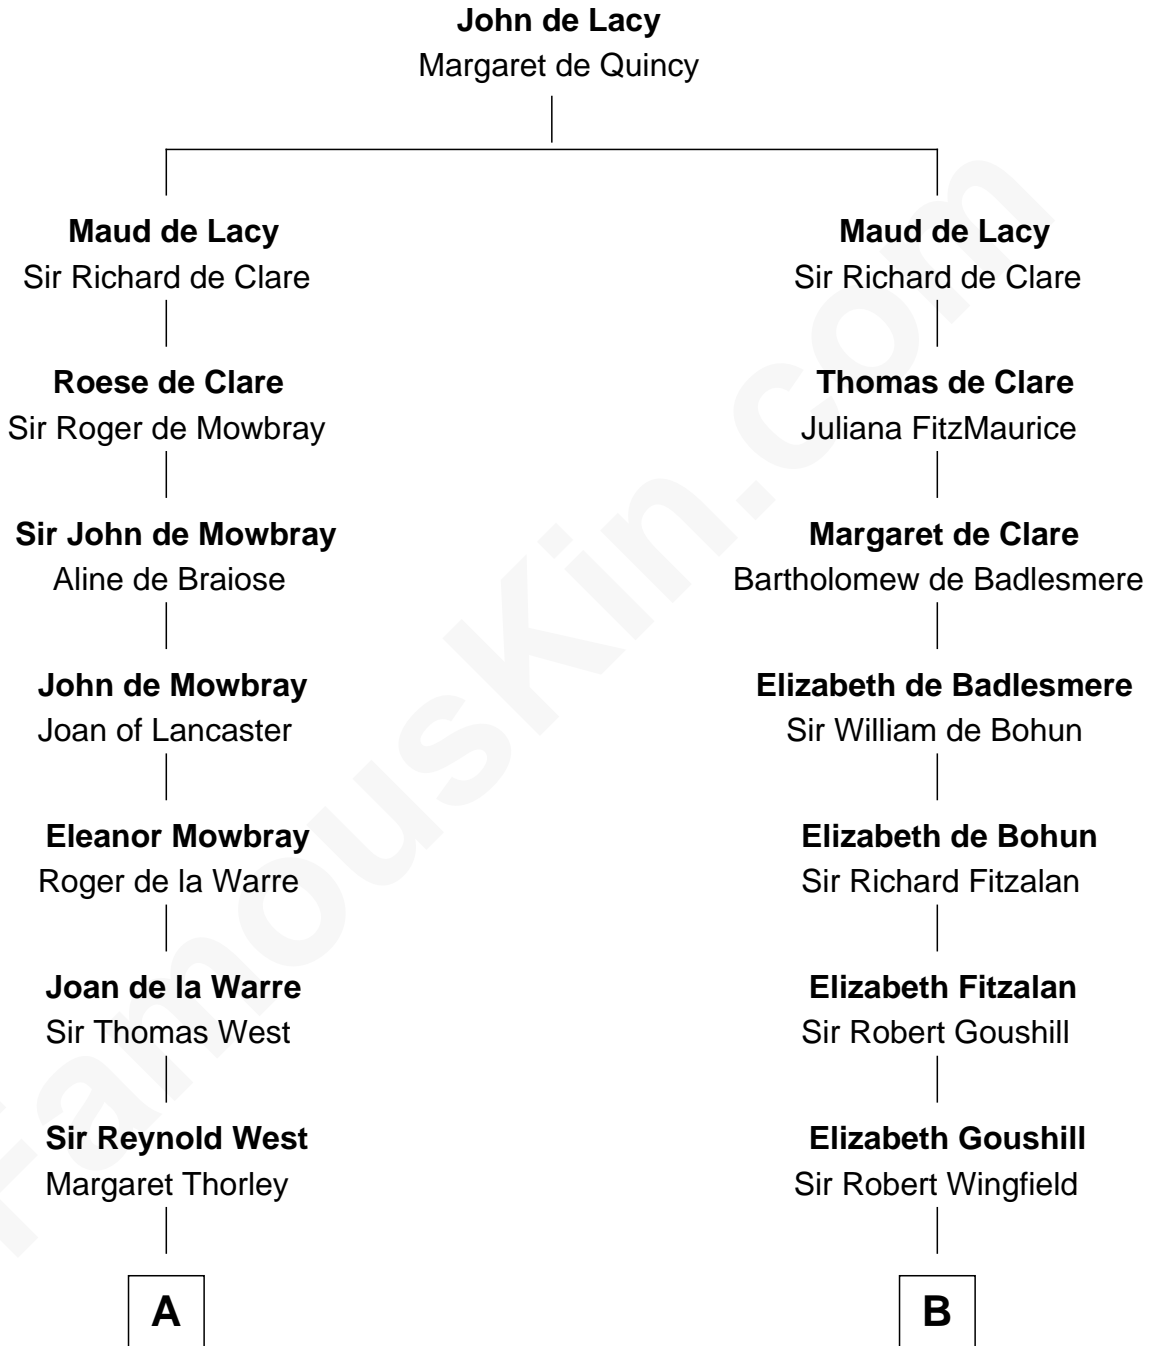 John de Lacy
Margaret de Quincy
Maud de Lacy
Sir Richard de Clare
Roese de Clare
Sir Roger de Mowbray
Sir John de Mowbray
Aline de Braiose
John de Mowbray
Joan of Lancaster
Eleanor Mowbray
Roger de la Warre
Joan de la Warre
Sir Thomas West
Sir Reynold West
Margaret Thorley
A
Maud de Lacy
Sir Richard de Clare
Thomas de Clare
Juliana FitzMaurice
Margaret de Clare
Bartholomew de Badlesmere
Elizabeth de Badlesmere
Sir William de Bohun
Elizabeth de Bohun
Sir Richard Fitzalan
Elizabeth Fitzalan
Sir Robert Goushill
Elizabeth Goushill
Sir Robert Wingfield
B
FamousKin.com